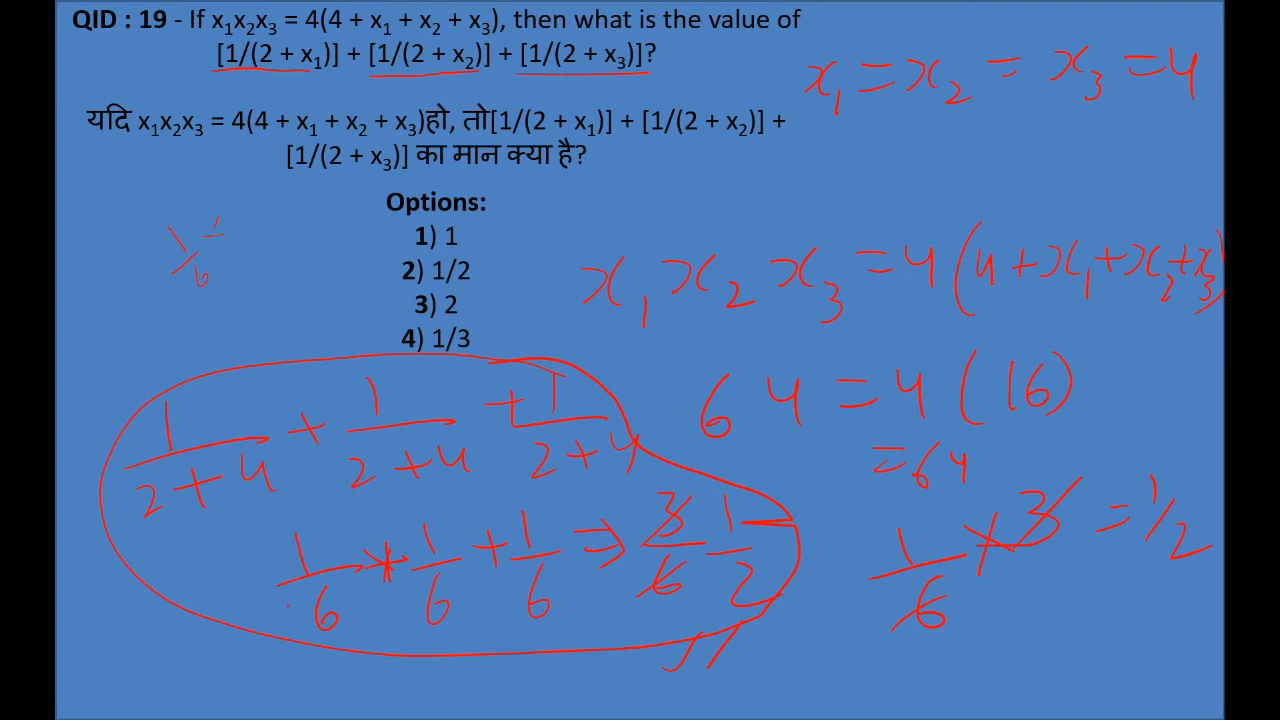 QID : 19 - If x₁x₂x₃ = 4(4 + x₁ + x₂ + x₃), then what is the value of
[1/(2 + x₁)] + [1/(2 + x₂)] + [1/(2 + x₃)]?
x₁ = x₂ = x₃ = 4
यदि x₁x₂x₃ = 4(4 + x₁ + x₂ + x₃)हो, तो[1/(2 + x₁)] + [1/(2 + x₂)] +
[1/(2 + x₃)] का मान क्या है?
Options:
1) 1
2) 1/2
3) 2
4) 1/3
x₁ x₂ x₃ = 4(4 + x₁ + x₂ + x₃)
64 = 4(16)
= 64
1/(2+4) + 1/(2+4) + 1/(2+4)
1/6 + 1/6 + 1/6 ⇒ 3/6 1/2
1/6 × 3 = 1/2